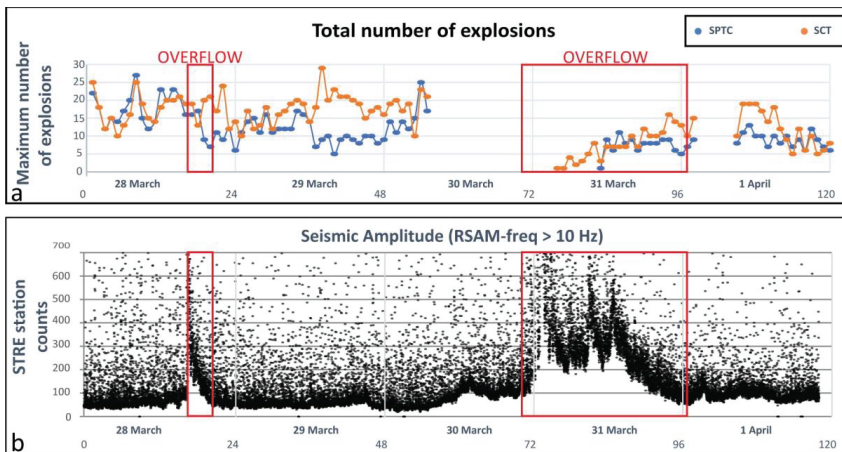 Total number of explosions
SPTC SCT
OVERFLOW OVERFLOW
Maximum number
of explosions
30
25
20
15
10
5
0
28 March 29 March 30 March 31 March 1 April
0 24 48 72 96 120
a
Seismic Amplitude (RSAM-freq > 10 Hz)
STRE station
counts
700
600
500
400
300
200
100
0
28 March 29 March 30 March 31 March 1 April
0 24 48 72 96 120
b